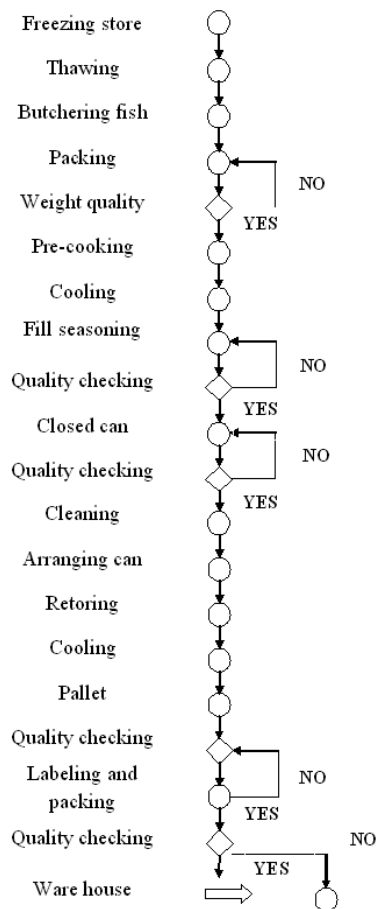 Freezing store
Thawing
Butchering fish
Packing
NO
Weight quality
YES
Pre-cooking
Cooling
Fill seasoning
NO
Quality checking
YES
Closed can
NO
Quality checking
YES
Cleaning
Arranging can
Retoring
Cooling
Pallet
Quality checking
NO
Labeling and
packing
YES
Quality checking
NO
YES
Ware house